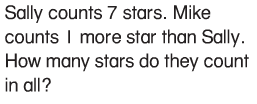 Sally counts 7 stars. Mike
counts 1 more star than Sally.
How many stars do they count
in all?